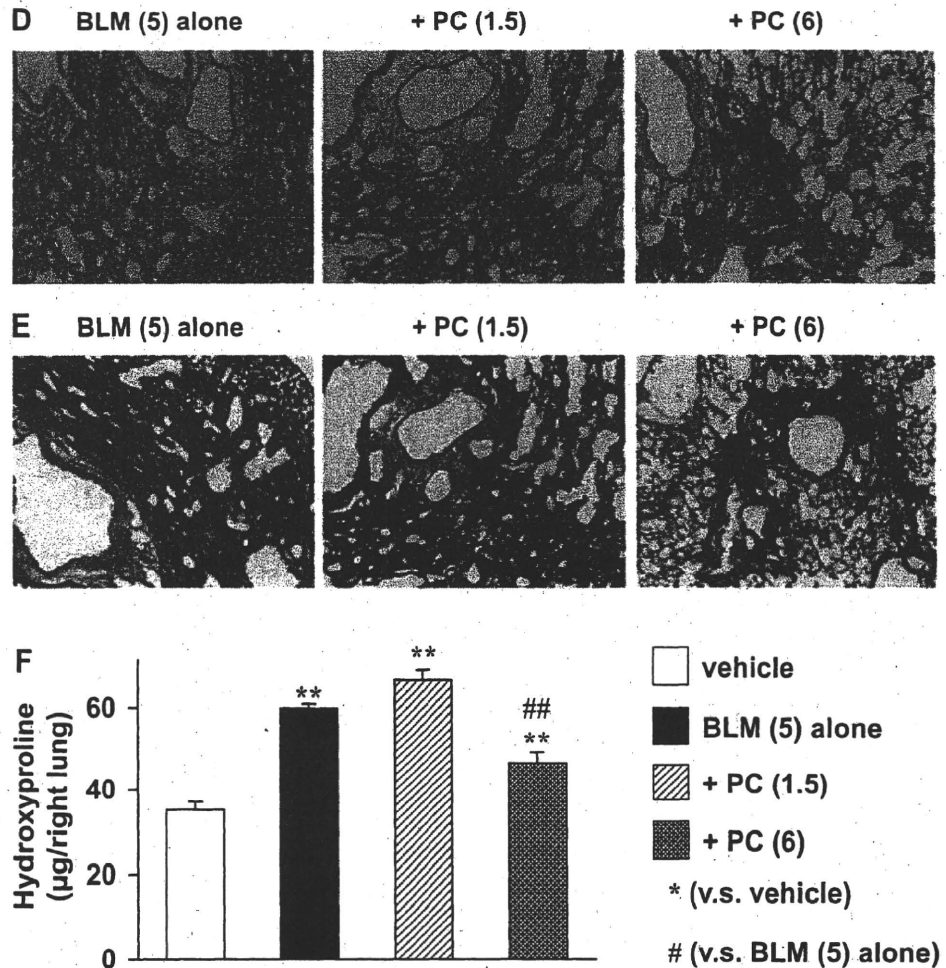 D BLM (5) alone + PC (1.5) + PC (6)
E BLM (5) alone + PC (1.5) + PC (6)
F
Hydroxyproline
(µg/right lung)
60
40
20
0
**
**
##
**
vehicle
BLM (5) alone
+ PC (1.5)
+ PC (6)
* (v.s. vehicle)
# (v.s. BLM (5) alone)